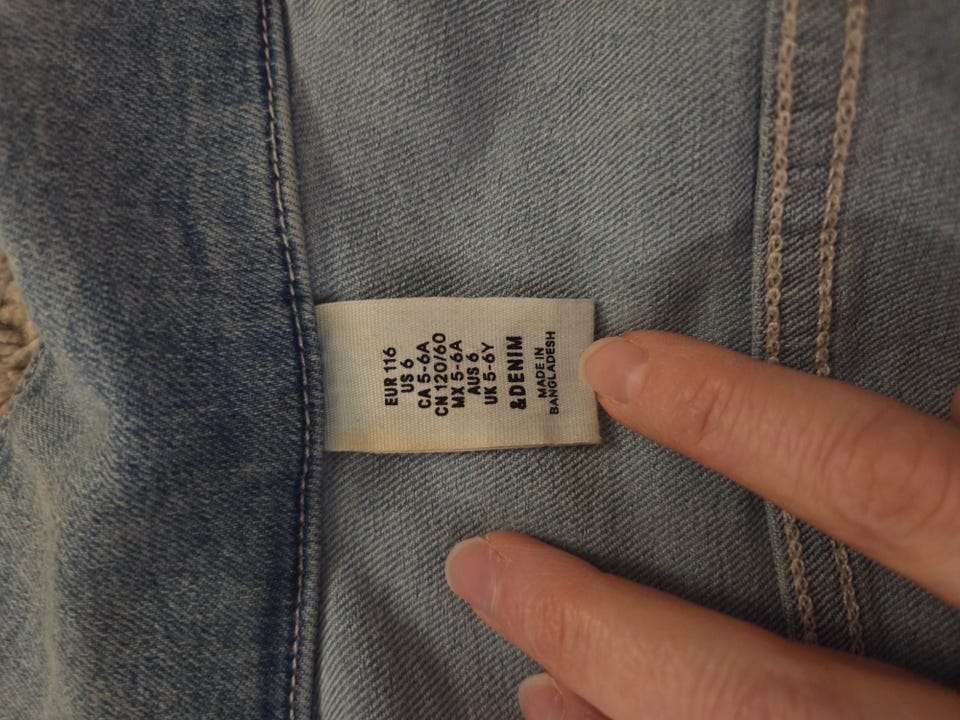 EUR 116
US 6
CA 5-6A
CN 120/60
MX 5-6A
AUS 6
UK 5-6Y
&DENIM
MADE IN
BANGLADESH